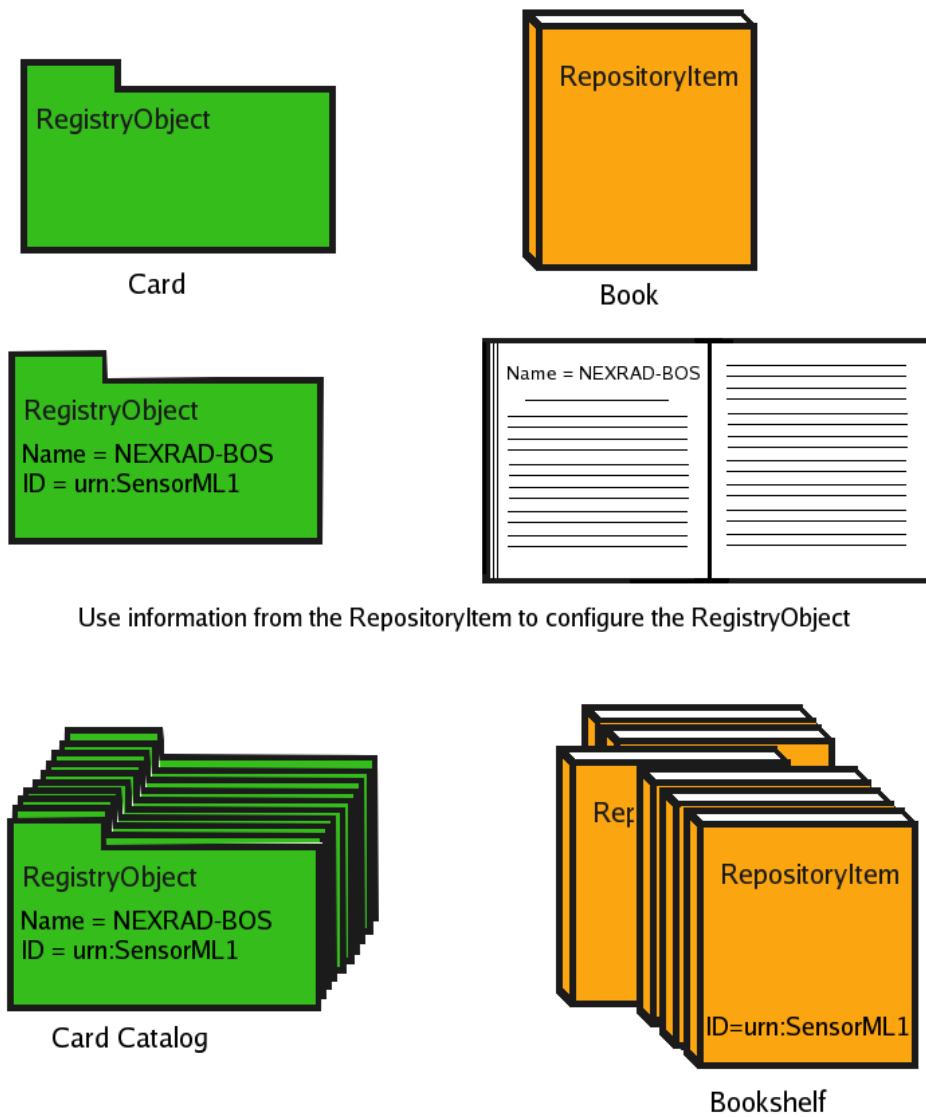 RegistryObject
RepositoryItem
Card
Book
RegistryObject
Name = NEXRAD-BOS
ID = urn:SensorML1
Name = NEXRAD-BOS
Use information from the RepositoryItem to configure the RegistryObject
RegistryObject
Name = NEXRAD-BOS
ID = urn:SensorML1
Card Catalog
Rep
RepositoryItem
ID=urn:SensorML1
Bookshelf